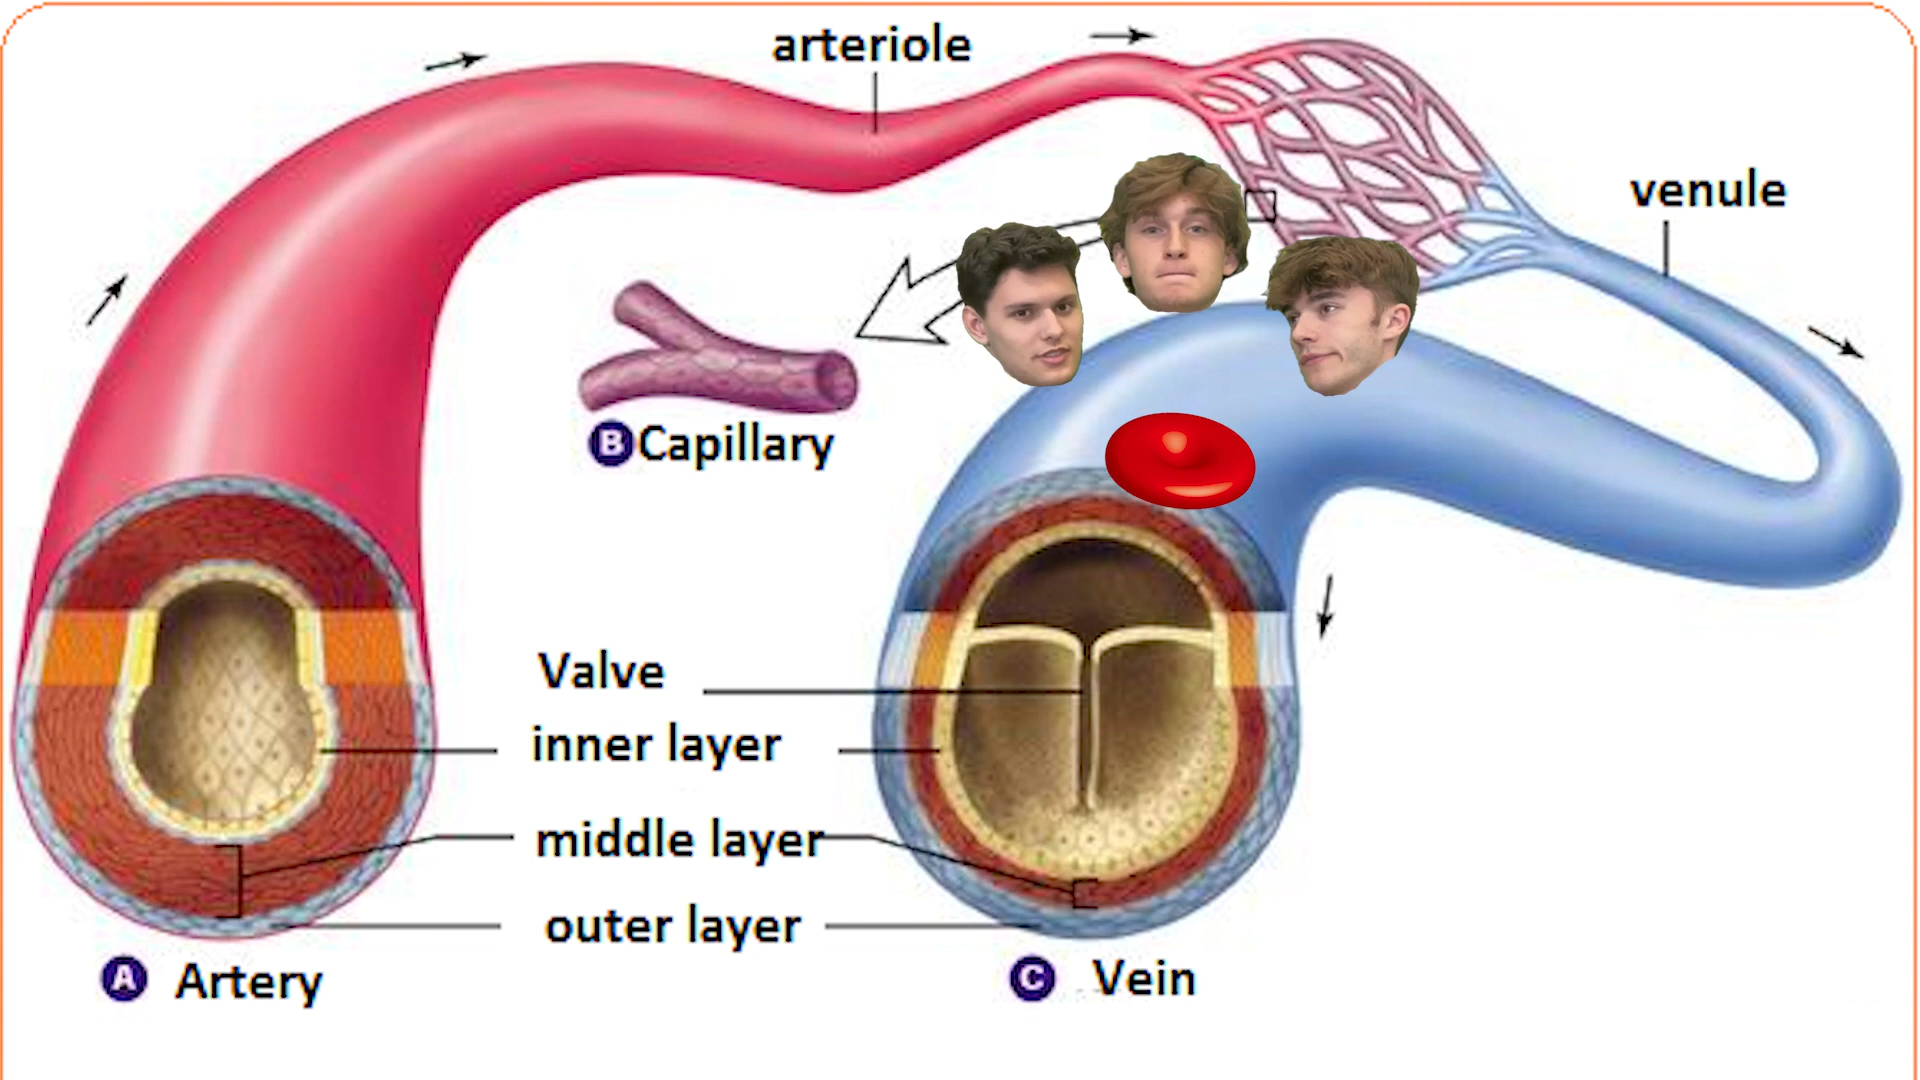 arteriole
venule
B Capillary
Valve
inner layer
middle layer
outer layer
A Artery
C Vein